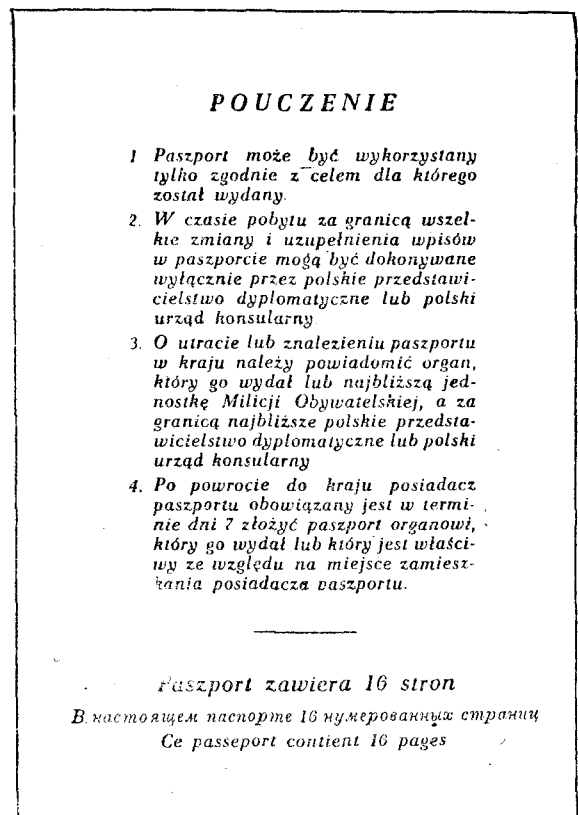 POUCZENIE
1 Paszport może być wykorzystany
tylko zgodnie z celem dla którego
został wydany.
2. W czasie pobytu za granicą wszel-
kie zmiany i uzupełnienia wpisów
w paszporcie mogą być dokonywane
wyłącznie przez polskie przedstawi-
cielstwo dyplomatyczne lub polski
urząd konsularny
3. O utracie lub znalezieniu paszportu
w kraju należy powiadomić organ,
który go wydał lub najbliższą jed-
nostkę Milicji Obywatelskiej, a za
granicą najbliższe polskie przedsta-
wicielstwo dyplomatyczne lub polski
urząd konsularny
4. Po powrocie do kraju posiadacz
paszportu obowiązany jest w termi-
nie dni 7 złożyć paszport organowi,
który go wydał lub który jest właści-
wy ze względu na miejsce zamiesz-
kania posiadacza paszportu.
Paszport zawiera 16 stron
В настоящем паспорте 16 нумерованных страниц
Ce passeport contient 16 pages